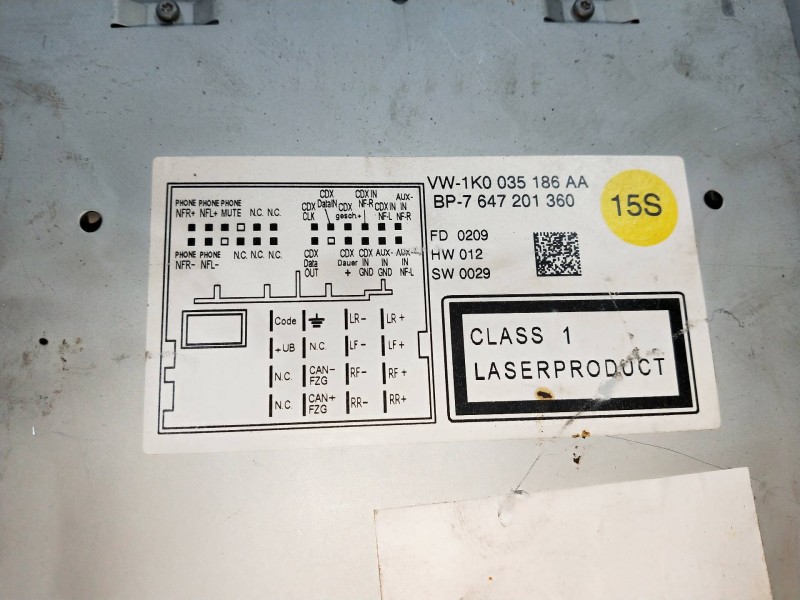 VW-1K0 035 186 AA
BP-7 647 201 360
15S
FD 0209
HW 012
SW 0029
CLASS 1
LASERPRODUCT
PHONE PHONE PHONE
NFR+ NFL+ MUTE N.C. N.C.
CDX CLK
CDX DataIN
CDX gesch.+
CDX IN NF-R
CDX IN NF-L
AUX- IN NF-R
PHONE PHONE
NFR- NFL- N.C. N.C. N.C.
CDX Data OUT
CDX Dauer +
CDX IN GND
AUX- IN GND
AUX- IN NF-L
Code LR- LR+
+UB N.C. LF- LF+
N.C. CAN- FZG RF- RF+
N.C. CAN+ FZG RR- RR+